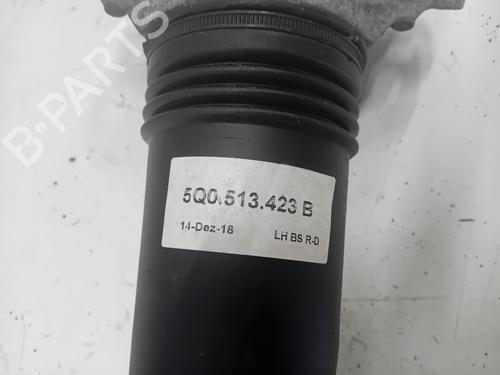 B-PARTS
5Q0.513.423 B
14-Dez-18 LH BS R-D